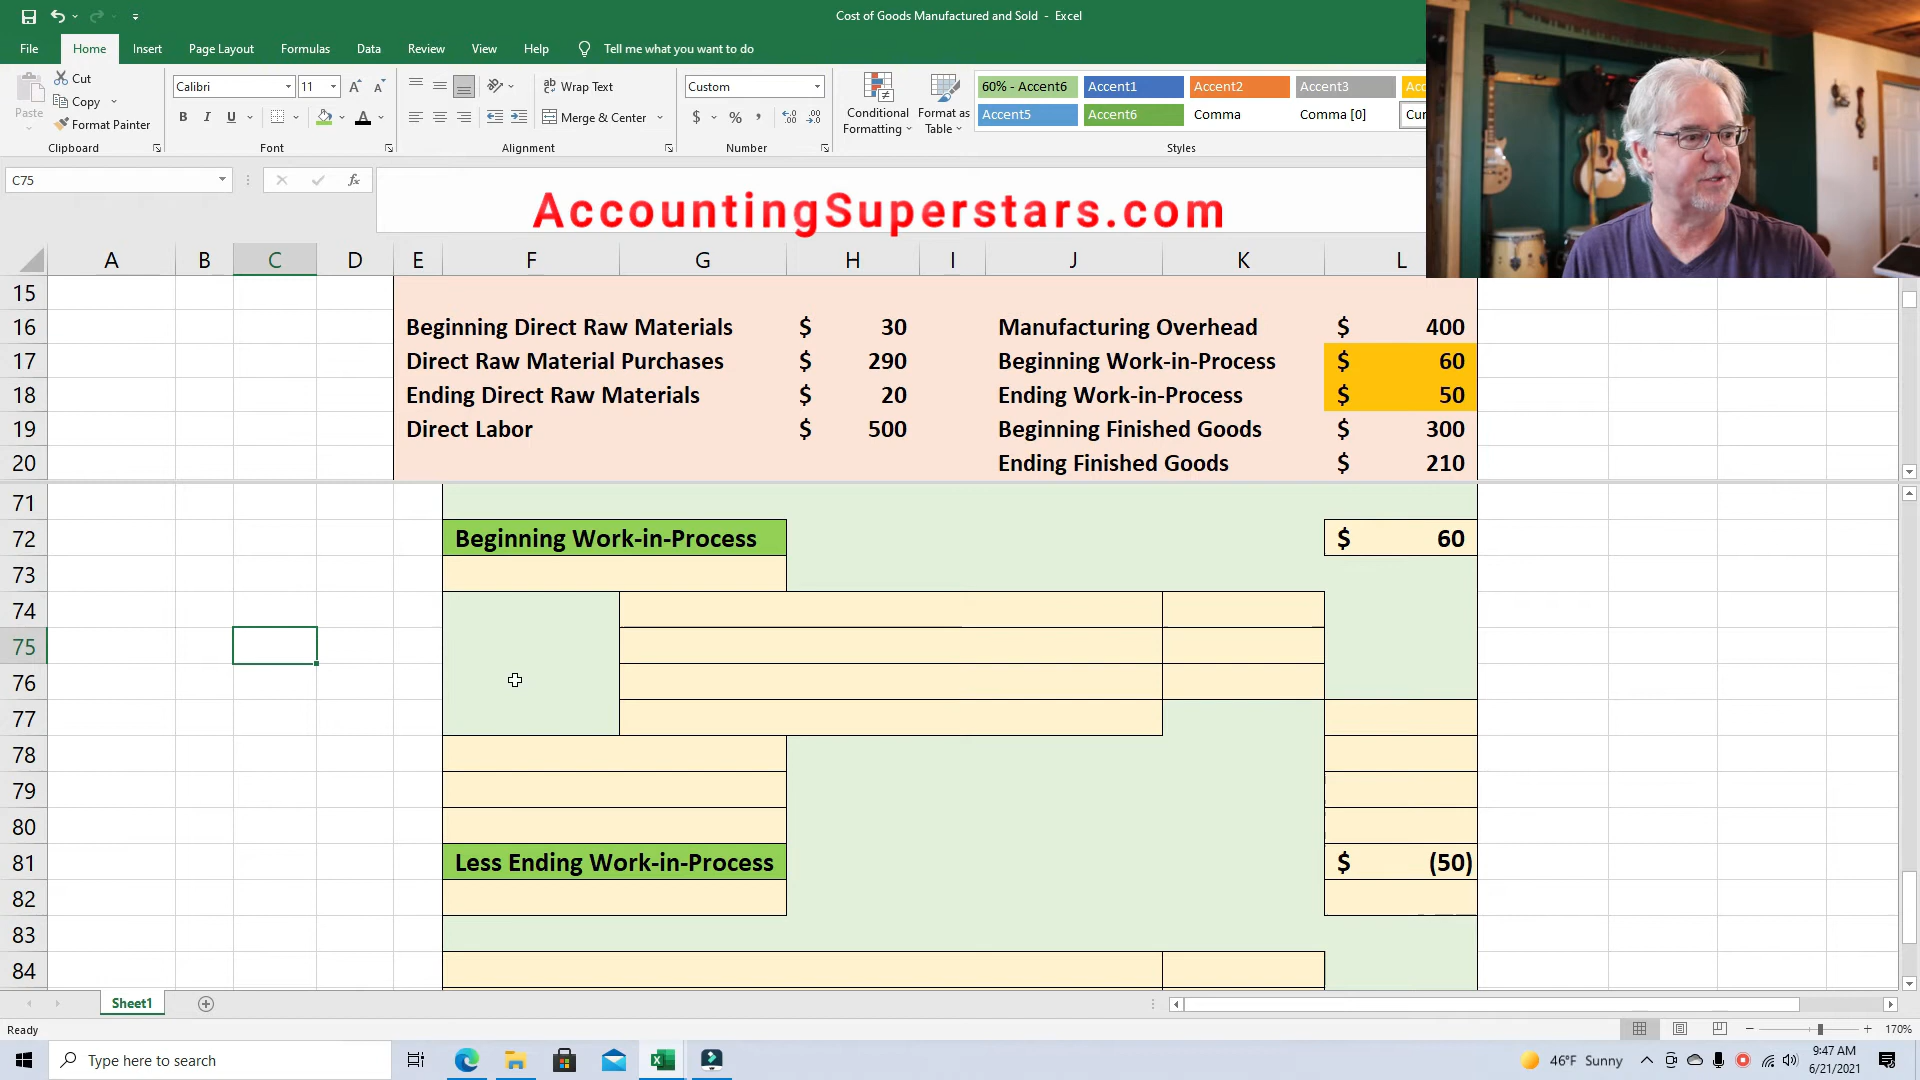 Cost of Goods Manufactured and Sold - Excel
File Home Insert Page Layout Formulas Data Review View Help Tell me what you want to do
Paste
Cut
Copy
Format Painter
Clipboard
Calibri 11
B I U
Font
Wrap Text
Merge & Center
Alignment
Custom
$ % ,
Number
Conditional Formatting
Format as Table
60% - Accent6 Accent1 Accent2 Accent3
Accent5 Accent6 Comma Comma [0]
Styles
C75
fx
AccountingSuperstars.com
A B C D E F G H I J K L
15
16 Beginning Direct Raw Materials $ 30 Manufacturing Overhead $ 400
17 Direct Raw Material Purchases $ 290 Beginning Work-in-Process $ 60
18 Ending Direct Raw Materials $ 20 Ending Work-in-Process $ 50
19 Direct Labor $ 500 Beginning Finished Goods $ 300
20 Ending Finished Goods $ 210
71
72 Beginning Work-in-Process $ 60
73
74
75
76
77
78
79
80
81 Less Ending Work-in-Process $ (50)
82
83
84
Sheet1
Ready
170%
Type here to search
46°F Sunny
9:47 AM
6/21/2021